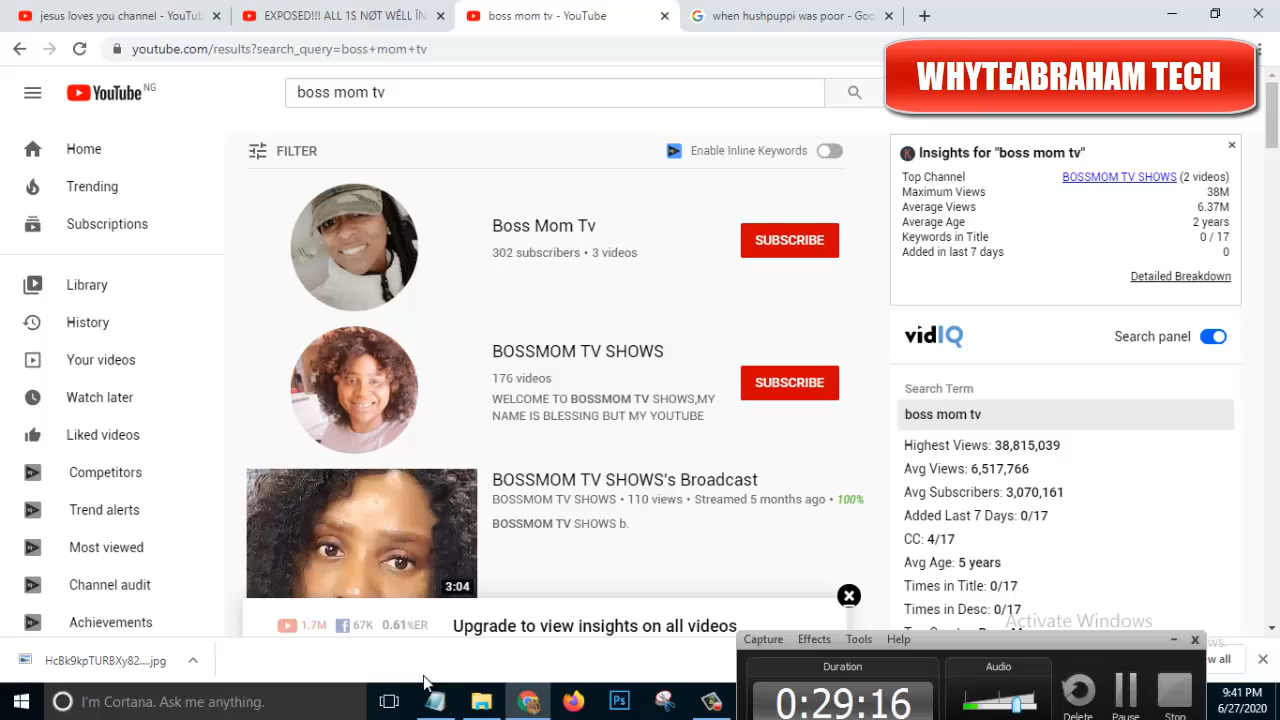 jesus loves you channel - YouTub
EXPOSED!!! ALL 1S NØT WÉLL ÌN
boss mom tv - YouTube
when hushpuppi was poor - Goo
youtube.com/results?search_query=boss+mom+tv
WHYTEABRAHAM TECH
YouTube NG
boss mom tv
Home
Trending
Subscriptions
Library
History
Your videos
Watch later
Liked videos
Competitors
Trend alerts
Most viewed
Channel audit
Achievements
FILTER
Enable Inline Keywords
Boss Mom Tv
302 subscribers • 3 videos
SUBSCRIBE
BOSSMOM TV SHOWS
176 videos
WELCOME TO BOSSMOM TV SHOWS,MY
NAME IS BLESSING BUT MY YOUTUBE
SUBSCRIBE
BOSSMOM TV SHOWS's Broadcast
BOSSMOM TV SHOWS • 110 views • Streamed 5 months ago • 100%
BOSSMOM TV SHOWS b.
3:04
1.7M 67K 0.61%ER Upgrade to view insights on all videos
Insights for "boss mom tv"
Top Channel BOSSMOM TV SHOWS (2 videos)
Maximum Views 38M
Average Views 6.37M
Average Age 2 years
Keywords in Title 0 / 17
Added in last 7 days 0
Detailed Breakdown
vidIQ Search panel
Search Term
boss mom tv
Highest Views: 38,815,039
Avg Views: 6,517,766
Avg Subscribers: 3,070,161
Added Last 7 Days: 0/17
CC: 4/17
Avg Age: 5 years
Times in Title: 0/17
Times in Desc: 0/17
Activate Windows
HcBk9kpTURBXy82....jpg
Capture Effects Tools Help
Duration
0:29:16
Audio
Delete Pause Stop
I'm Cortana. Ask me anything.
9:41 PM
6/27/2020